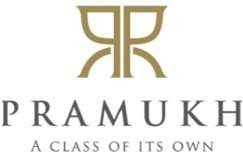 PRAMUKH
A CLASS OF ITS OWN